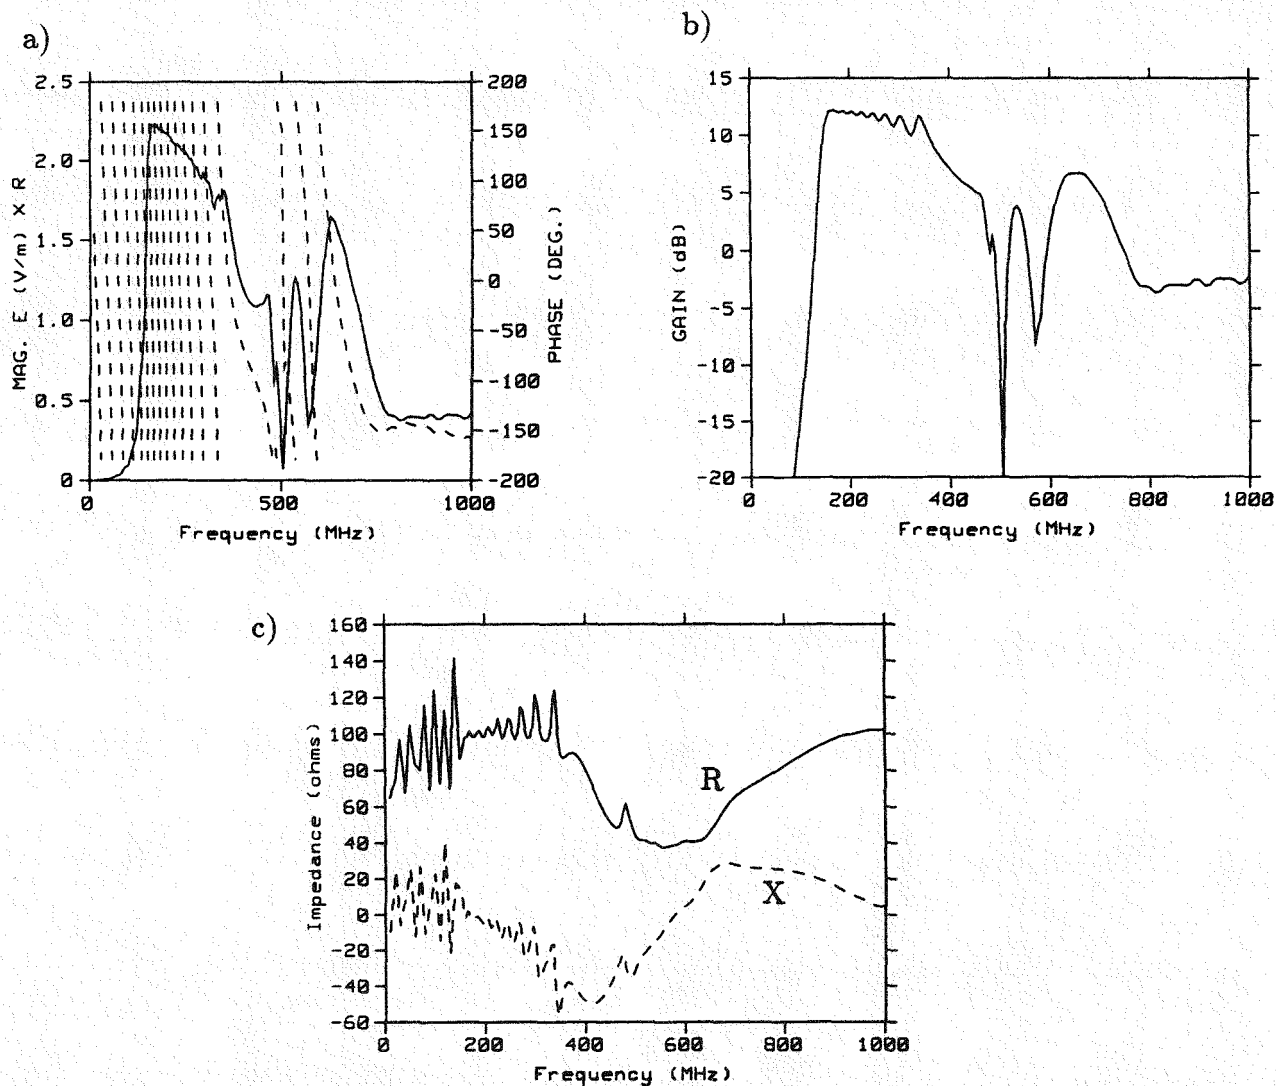 a)
2.5
2.0
1.5
1.0
0.5
0
MAG. E (V/m) X R
200
150
100
50
0
-50
-100
-150
-200
PHASE (DEG.)
0 500 1000
Frequency (MHz)
b)
15
10
5
0
-5
-10
-15
-20
GAIN (dB)
0 200 400 600 800 1000
Frequency (MHz)
c)
160
140
120
100
80
60
40
20
0
-20
-40
-60
Impedance (ohms)
R
X
0 200 400 600 800 1000
Frequency (MHz)